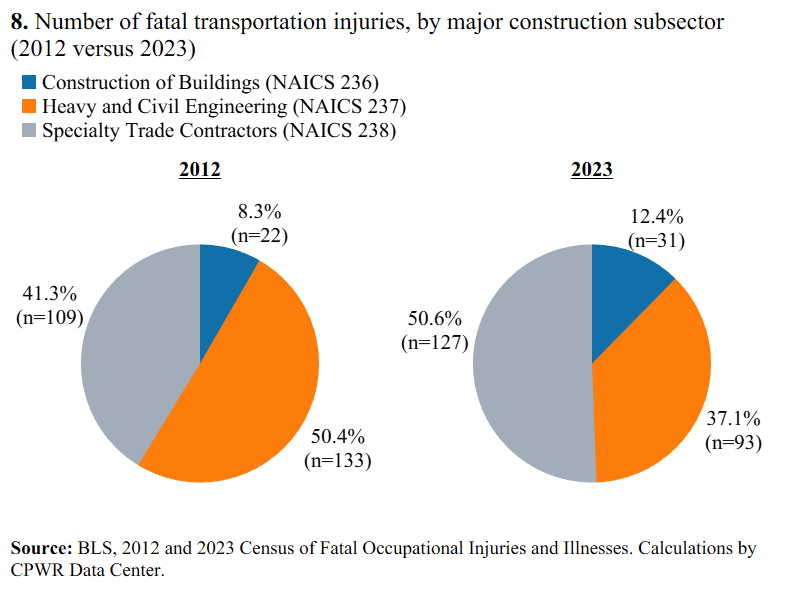 8. Number of fatal transportation injuries, by major construction subsector
(2012 versus 2023)
Construction of Buildings (NAICS 236)
Heavy and Civil Engineering (NAICS 237)
Specialty Trade Contractors (NAICS 238)
2012
8.3%
(n=22)
41.3%
(n=109)
50.4%
(n=133)
2023
12.4%
(n=31)
50.6%
(n=127)
37.1%
(n=93)
Source: BLS, 2012 and 2023 Census of Fatal Occupational Injuries and Illnesses. Calculations by
CPWR Data Center.